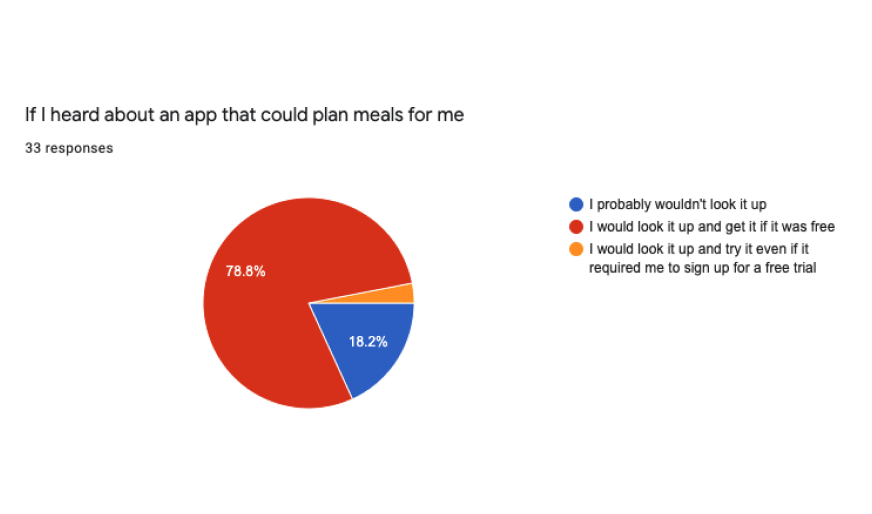 If I heard about an app that could plan meals for me
33 responses
78.8%
18.2%
I probably wouldn't look it up
I would look it up and get it if it was free
I would look it up and try it even if it
required me to sign up for a free trial